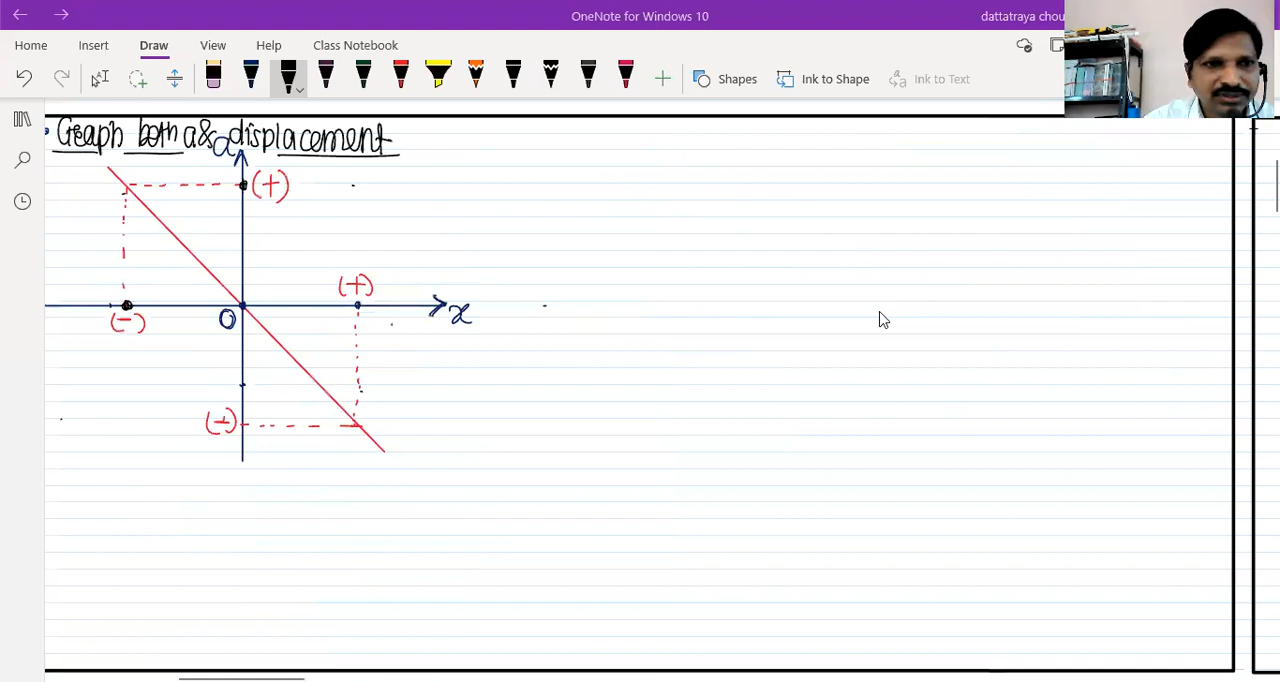 OneNote for Windows 10
dattatraya chou
Home Insert Draw View Help Class Notebook
Shapes Ink to Shape Ink to Text
Graph both a & displacement
a
(+)
(+)
x
(-)
O
(+)